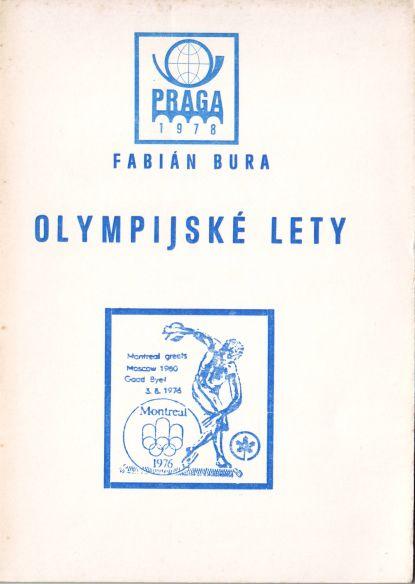 PRAGA
1978
FABIÁN BURA
OLYMPIJSKÉ LETY
Montreal greets
Moscow 1980
Good Bye!
3. 8. 1976
Montreal
1976